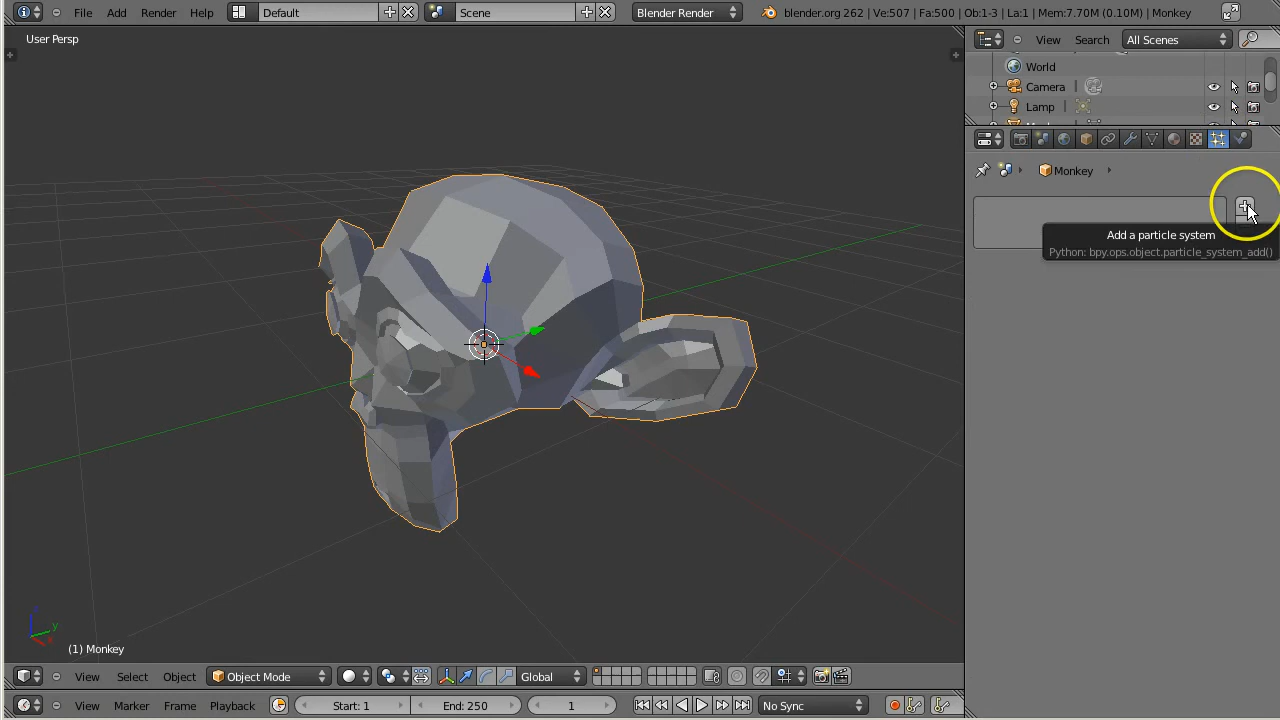 File Add Render Help Default Scene Blender Render blender.org 262 | Ve:507 | Fa:500 | Ob:1-3 | La:1 | Mem:7.70M (0.10M) | Monkey
User Persp
View Search All Scenes
World
Camera
Lamp
Monkey
Add a particle system
Python: bpy.ops.object.particle_system_add()
z
y
x
(1) Monkey
View Select Object Object Mode Global
View Marker Frame Playback Start: 1 End: 250 1 No Sync